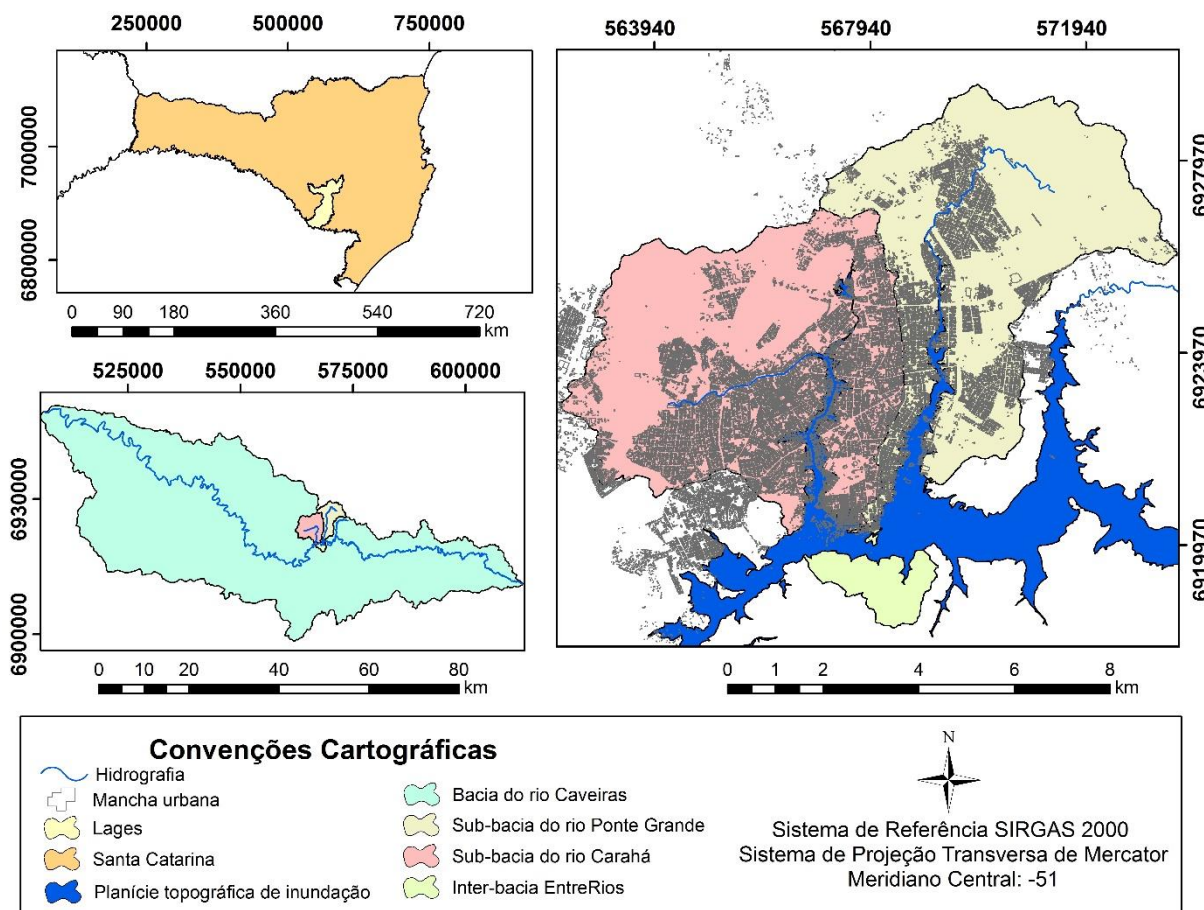 250000 500000 750000
7000000
6800000
0 90 180 360 540 720
km
525000 550000 575000 600000
6930000
6900000
0 10 20 40 60 80
km
563940 567940 571940
6927970
6923970
6919970
0 1 2 4 6 8
km
Convenções Cartográficas
Hidrografia
Mancha urbana
Lages
Santa Catarina
Planície topográfica de inundação
Bacia do rio Caveiras
Sub-bacia do rio Ponte Grande
Sub-bacia do rio Carahá
Inter-bacia EntreRios
N
Sistema de Referência SIRGAS 2000
Sistema de Projeção Transversa de Mercator
Meridiano Central: -51